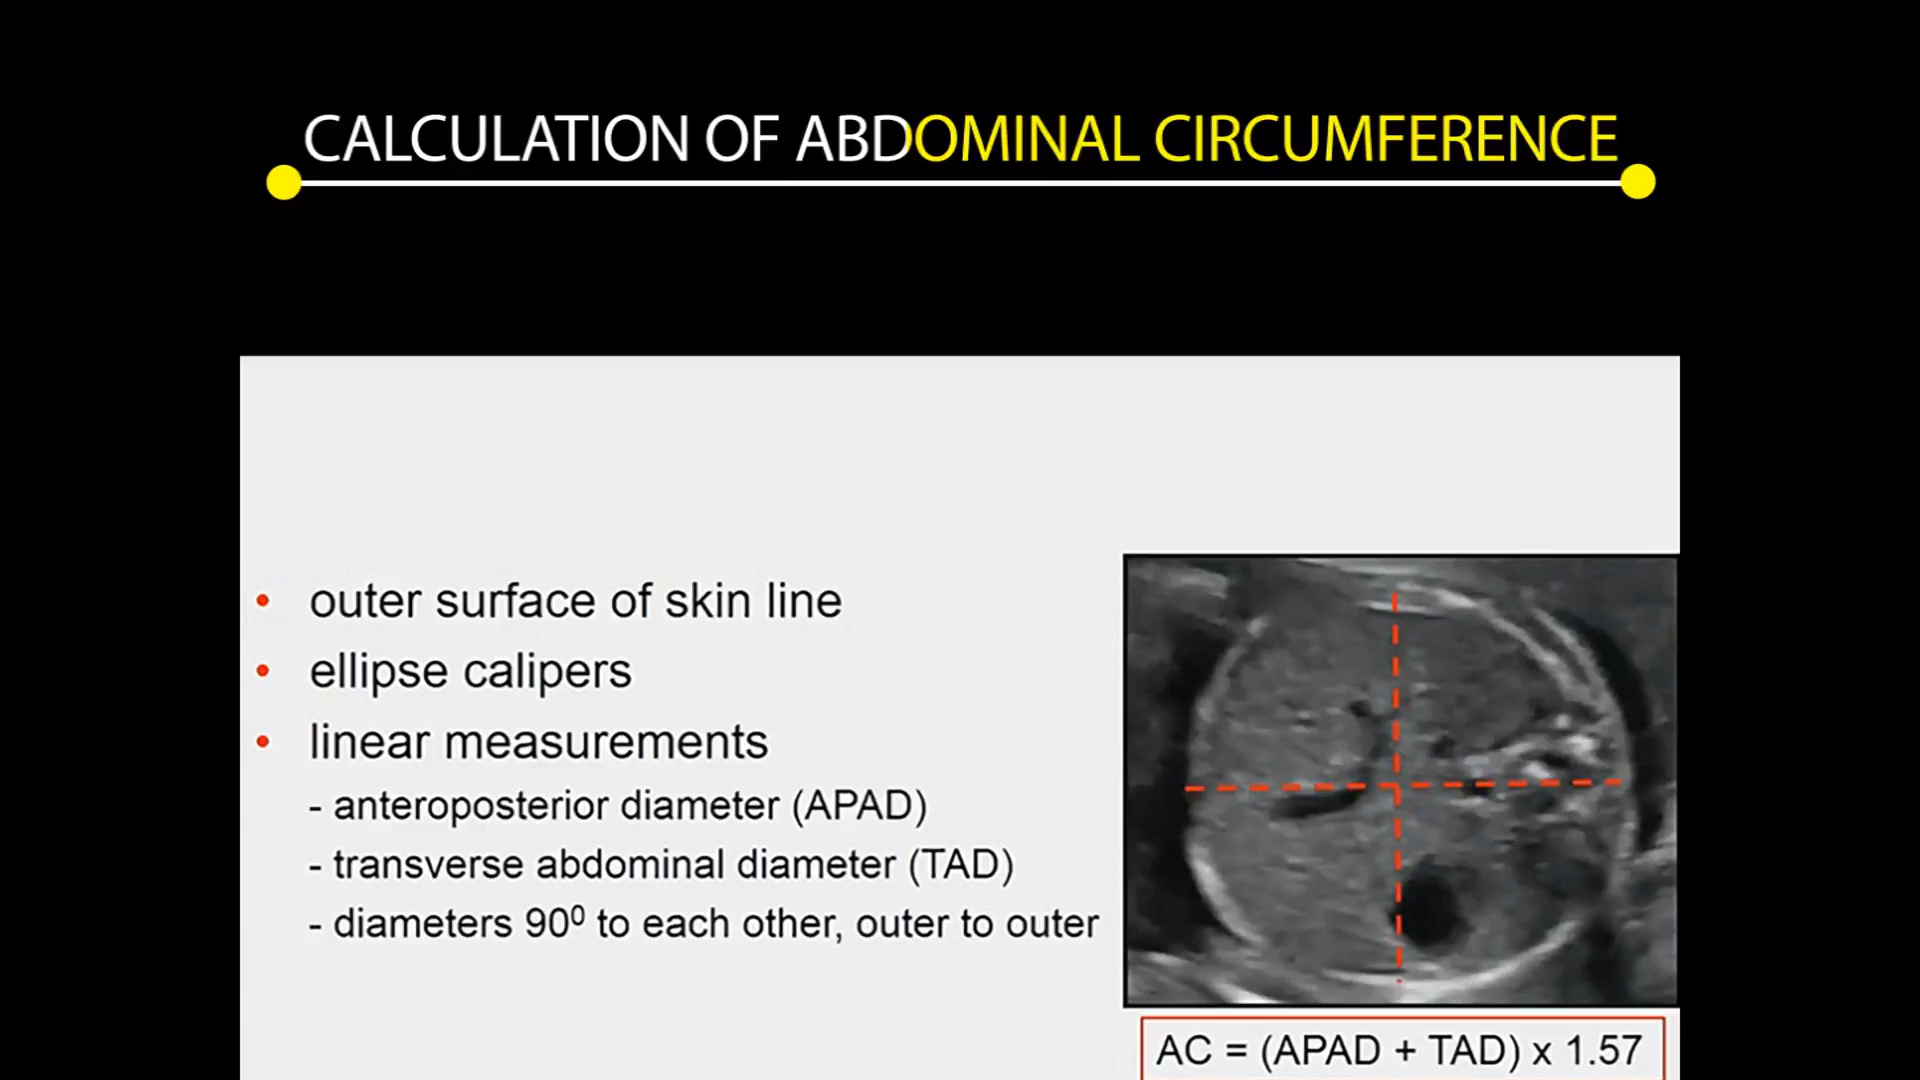 CALCULATION OF ABDOMINAL CIRCUMFERENCE
• outer surface of skin line
• ellipse calipers
• linear measurements
- anteroposterior diameter (APAD)
- transverse abdominal diameter (TAD)
- diameters 90⁰ to each other, outer to outer
AC = (APAD + TAD) x 1.57